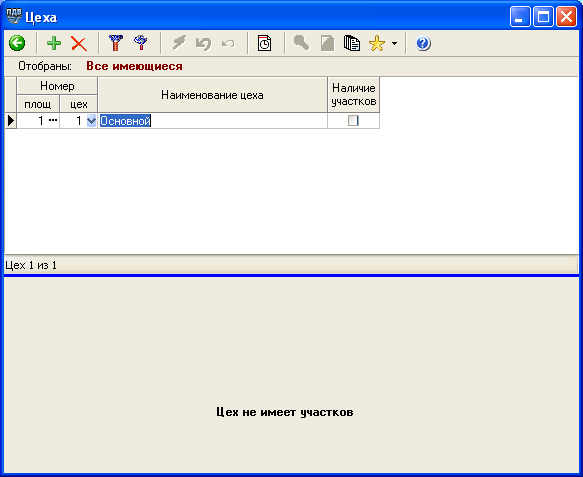 ПДВ Цеха
Отобраны: Все имеющиеся
Номер Наименование цеха Наличие участков
площ цех
1 ... 1 Основной
Цех 1 из 1
Цех не имеет участков